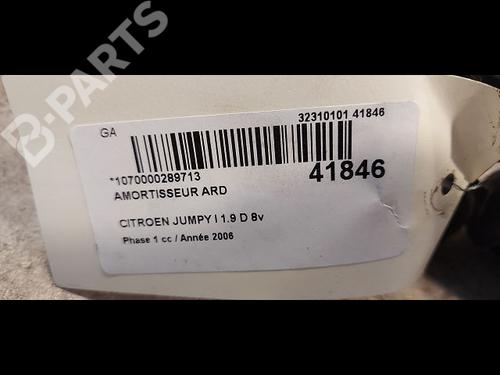 B-PARTS
GA
32310101 41846
*1070000289713
41846
AMORTISSEUR ARD
CITROEN JUMPY I 1.9 D 8v
Phase 1 cc / Année 2006